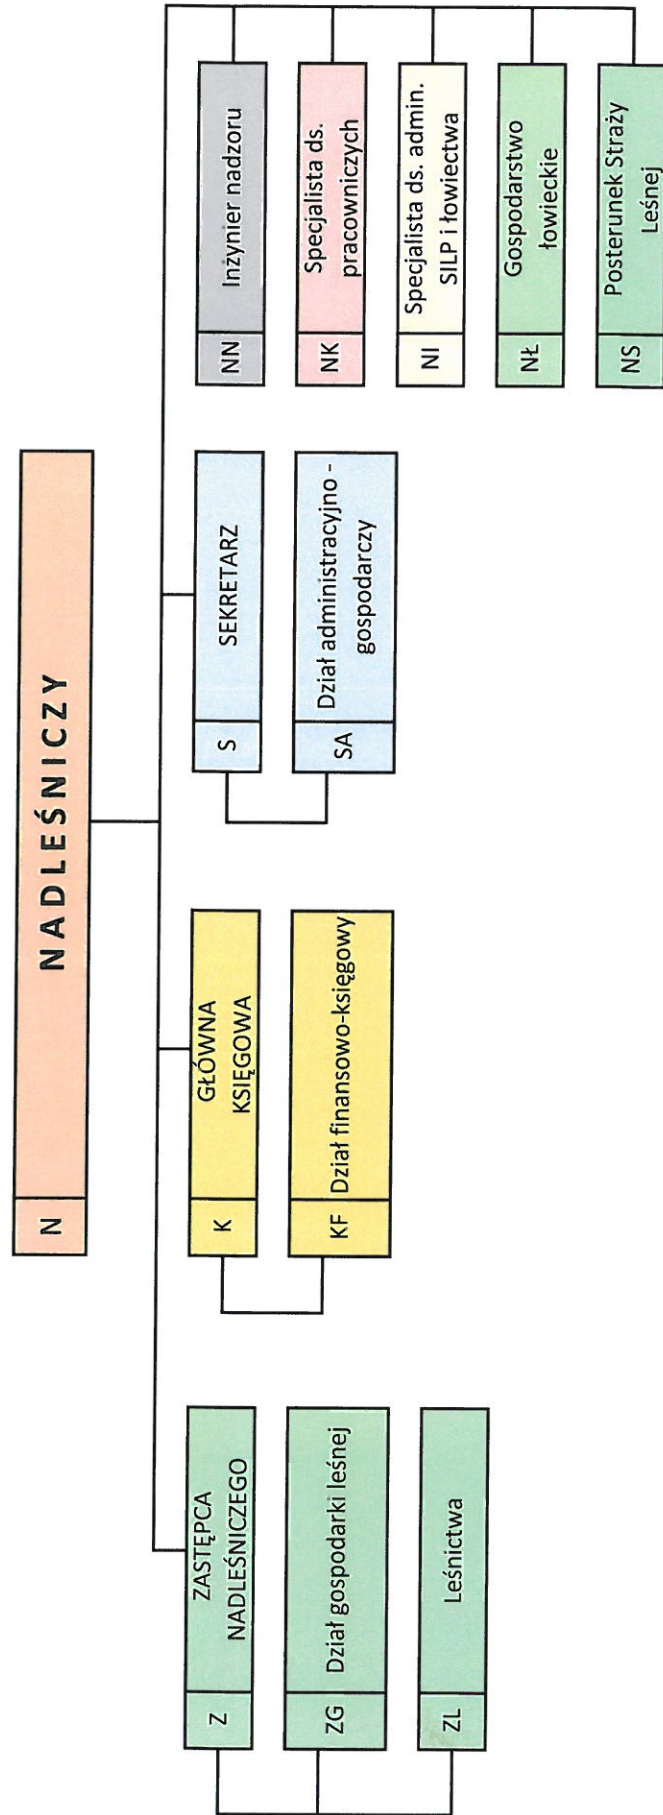 N
NADLEŚNICZY
Z
ZASTĘPCA
NADLEŚNICZEGO
ZG
Dział gospodarki leśnej
ZL
Leśnictwa
K
GŁÓWNA
KSIĘGOWA
KF
Dział finansowo-księgowy
S
SEKRETARZ
SA
Dział administracyjno -
gospodarczy
NN
Inżynier nadzoru
NK
Specjalista ds.
pracowniczych
NI
Specjalista ds. admin.
SILP i łowiectwa
NŁ
Gospodarstwo
łowieckie
NS
Posterunek Straży
Leśnej